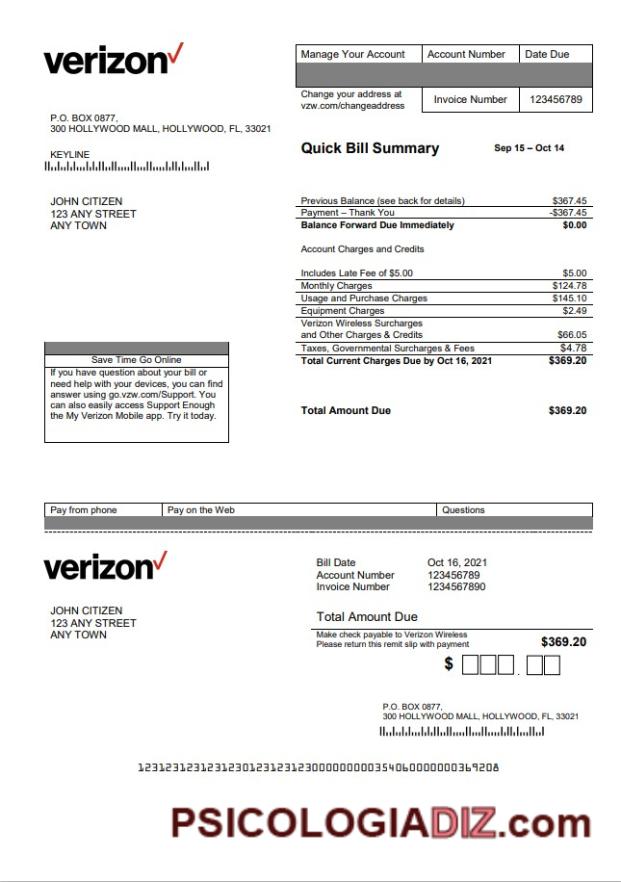 verizon
Manage Your Account Account Number Date Due
Change your address at
vzw.com/changeaddress
Invoice Number 123456789
P.O. BOX 0877,
300 HOLLYWOOD MALL, HOLLYWOOD, FL, 33021
KEYLINE
JOHN CITIZEN
123 ANY STREET
ANY TOWN
Quick Bill Summary Sep 15 – Oct 14
Previous Balance (see back for details) $367.45
Payment – Thank You -$367.45
Balance Forward Due Immediately $0.00
Account Charges and Credits
Includes Late Fee of $5.00 $5.00
Monthly Charges $124.78
Usage and Purchase Charges $145.10
Equipment Charges $2.49
Verizon Wireless Surcharges
and Other Charges & Credits $66.05
Taxes, Governmental Surcharges & Fees $4.78
Total Current Charges Due by Oct 16, 2021 $369.20
Total Amount Due $369.20
Save Time Go Online
If you have question about your bill or
need help with your devices, you can find
answer using go.vzw.com/Support. You
can also easily access Support Enough
the My Verizon Mobile app. Try it today.
Pay from phone Pay on the Web Questions
verizon
JOHN CITIZEN
123 ANY STREET
ANY TOWN
Bill Date Oct 16, 2021
Account Number 123456789
Invoice Number 1234567890
Total Amount Due
Make check payable to Verizon Wireless
Please return this remit slip with payment
$369.20
$ .
P.O. BOX 0877,
300 HOLLYWOOD MALL, HOLLYWOOD, FL, 33021
PSICOLOGIADIZ.com